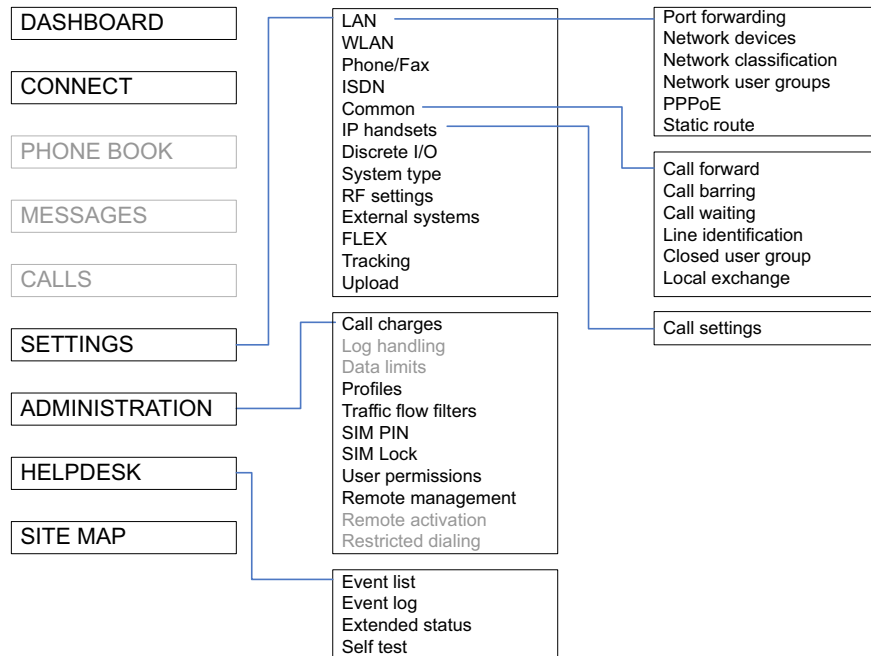 DASHBOARD
CONNECT
PHONE BOOK
MESSAGES
CALLS
SETTINGS
ADMINISTRATION
HELPDESK
SITE MAP
LAN
WLAN
Phone/Fax
ISDN
Common
IP handsets
Discrete I/O
System type
RF settings
External systems
FLEX
Tracking
Upload
Call charges
Log handling
Data limits
Profiles
Traffic flow filters
SIM PIN
SIM Lock
User permissions
Remote management
Remote activation
Restricted dialing
Event list
Event log
Extended status
Self test
Port forwarding
Network devices
Network classification
Network user groups
PPPoE
Static route
Call forward
Call barring
Call waiting
Line identification
Closed user group
Local exchange
Call settings